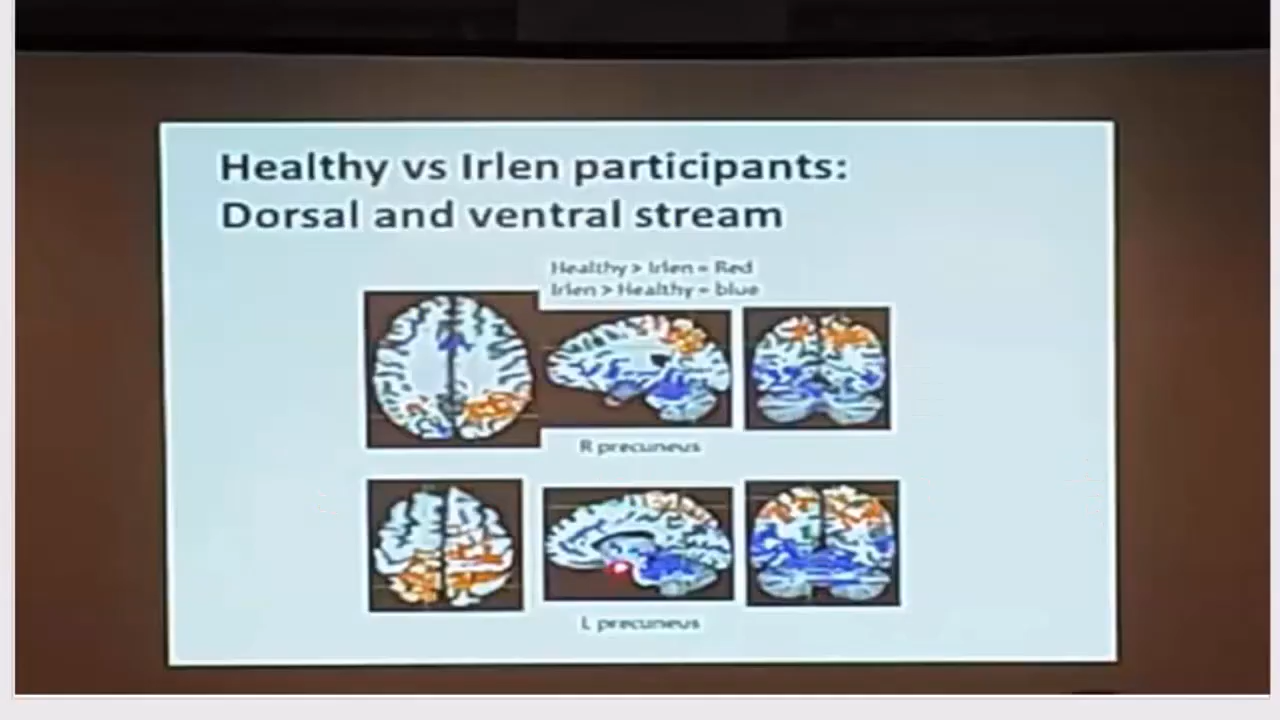 Healthy vs Irlen participants:
Dorsal and ventral stream
Healthy > Irlen = Red
Irlen > Healthy = blue
R precuneus
L precuneus